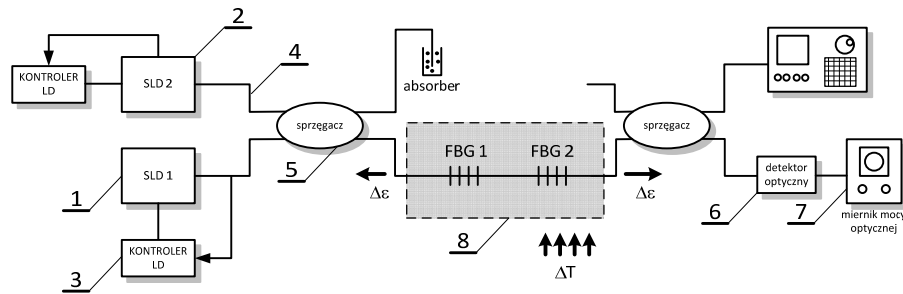 2
4
KONTROLER
LD
SLD 2
absorber
sprzęgacz
sprzęgacz
FBG 1
FBG 2
SLD 1
5
Δε
Δε
detektor
optyczny
1
6
7
miernik mocy
optycznej
8
KONTROLER
LD
3
ΔT